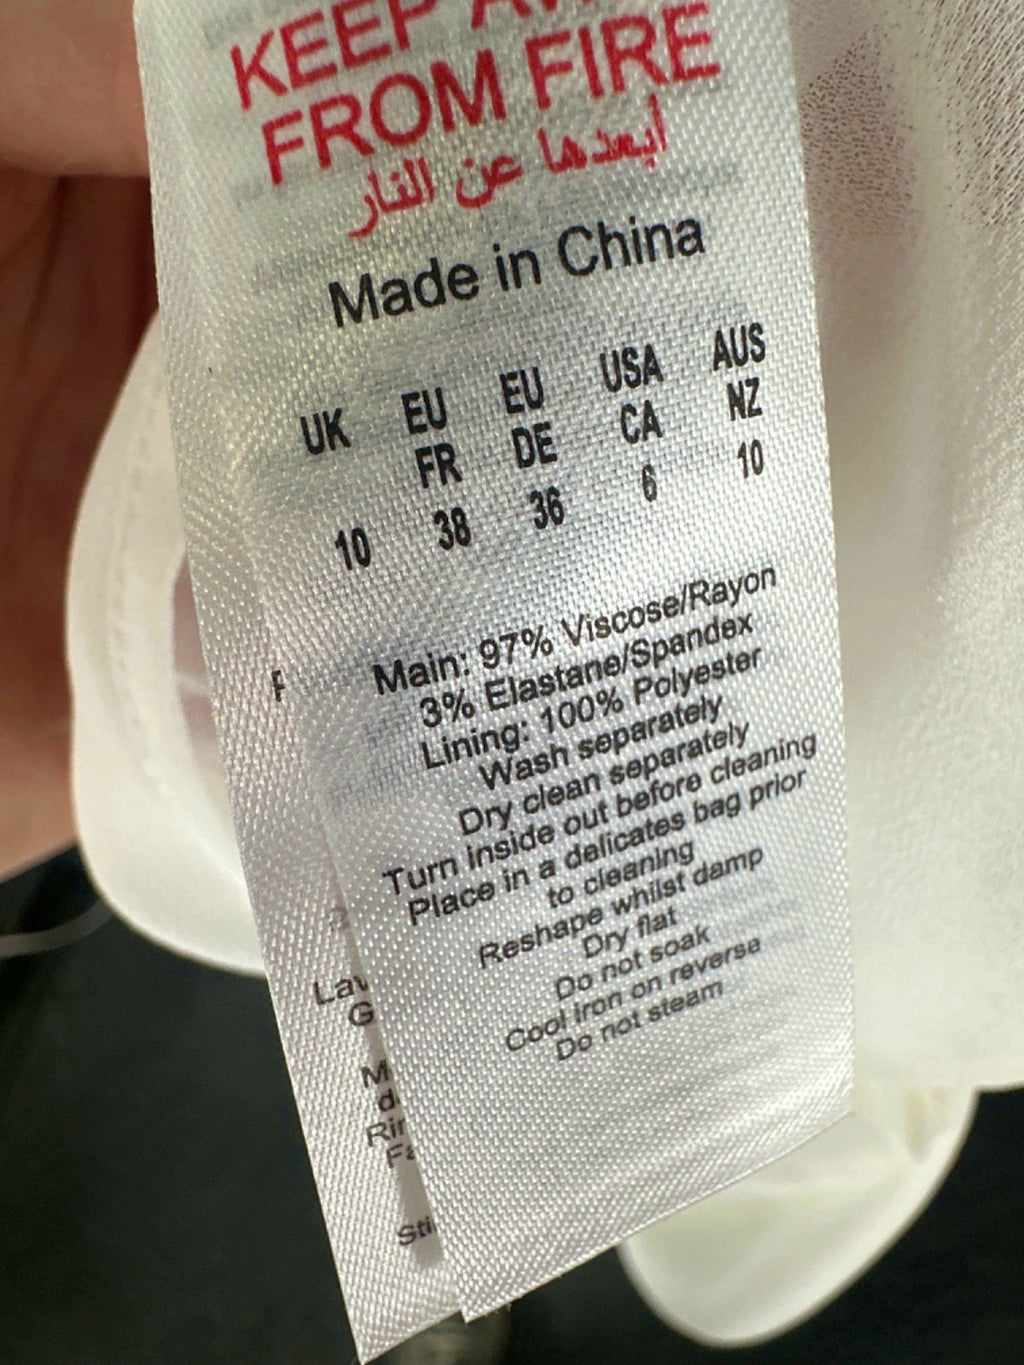 KEEP
FROM FIRE
أبعدها عن النار
Made in China
UK EU FR EU DE USA CA AUS NZ
10 38 36 6 10
Main: 97% Viscose/Rayon
3% Elastane/Spandex
Lining: 100% Polyester
Wash separately
Dry clean separately
Turn inside out before cleaning
Place in a delicates bag prior
to cleaning
Reshape whilst damp
Dry flat
Do not soak
Cool iron on reverse
Do not steam